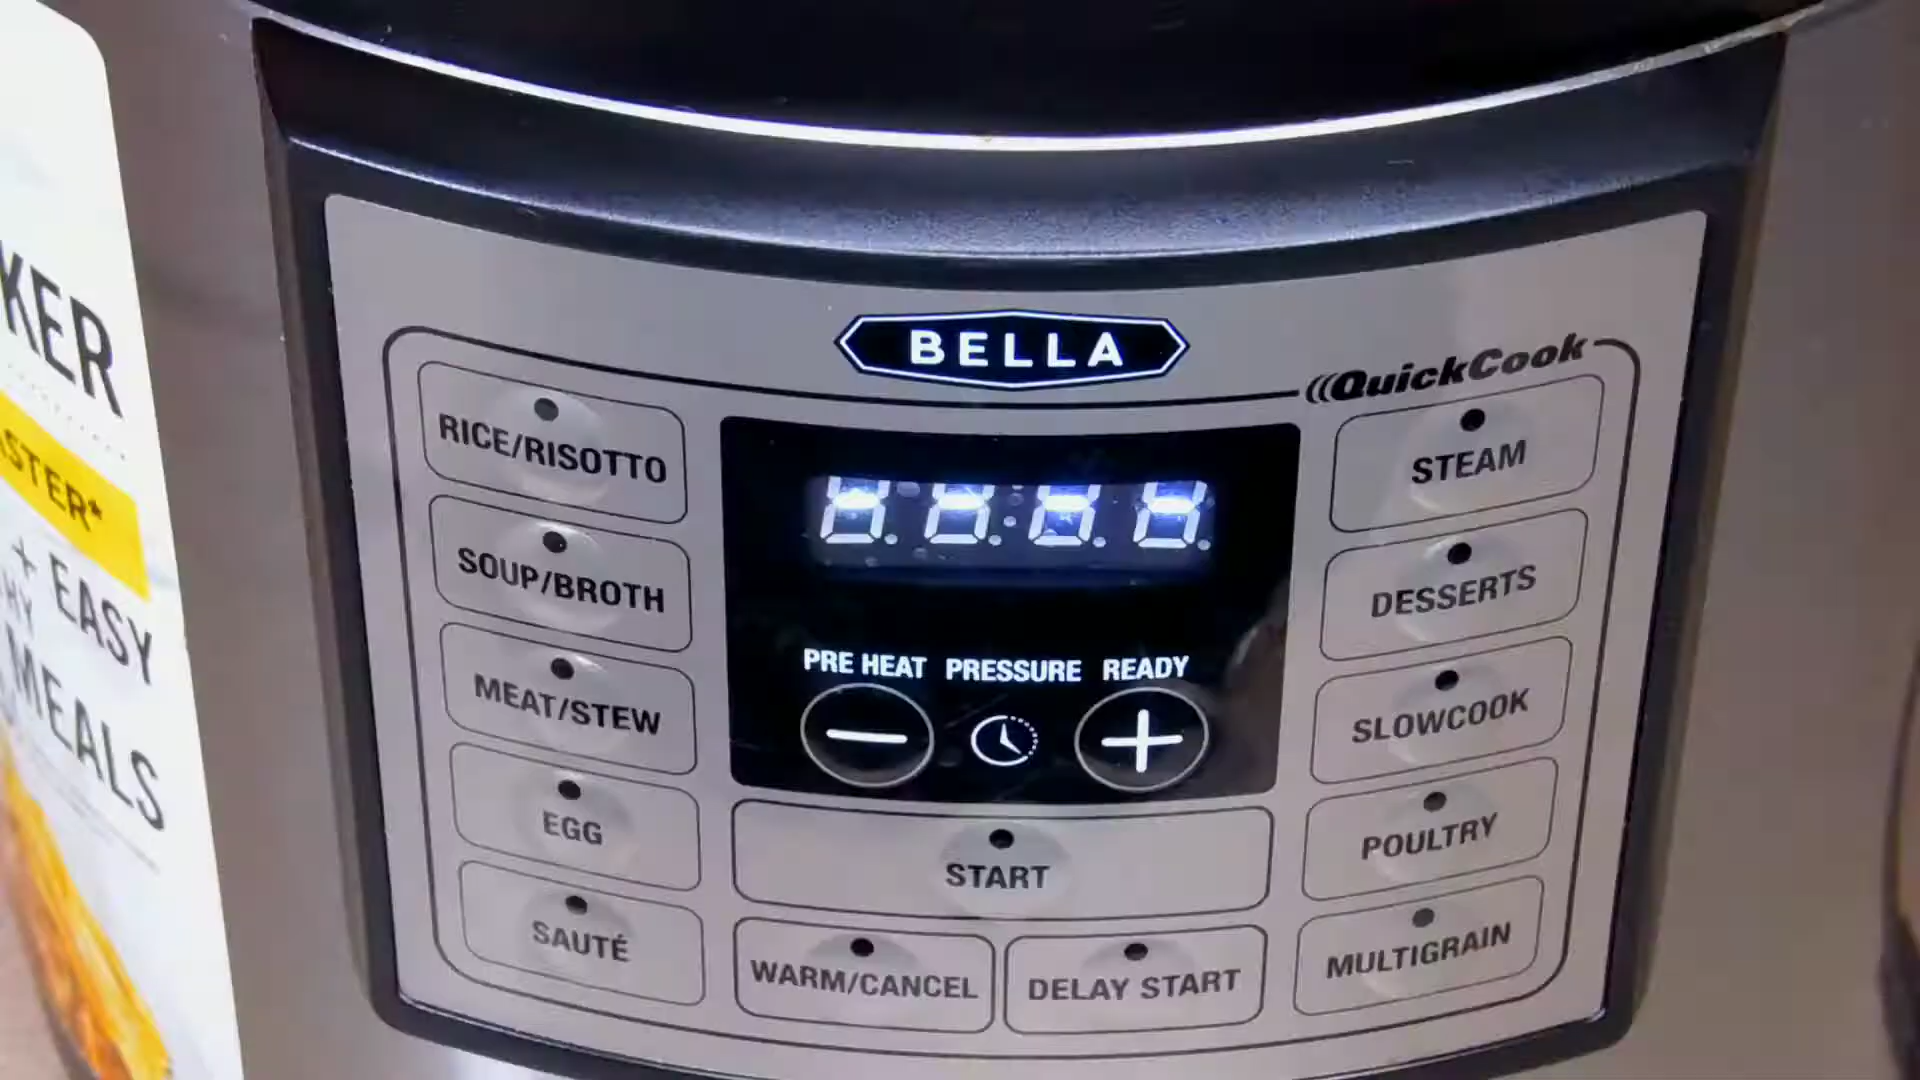 KER
STER*
+ EASY
HY
MEALS
BELLA
QuickCook
RICE/RISOTTO
STEAM
SOUP/BROTH
DESSERTS
MEAT/STEW
PRE HEAT PRESSURE READY
SLOWCOOK
EGG
START
POULTRY
SAUTÉ
WARM/CANCEL
DELAY START
MULTIGRAIN